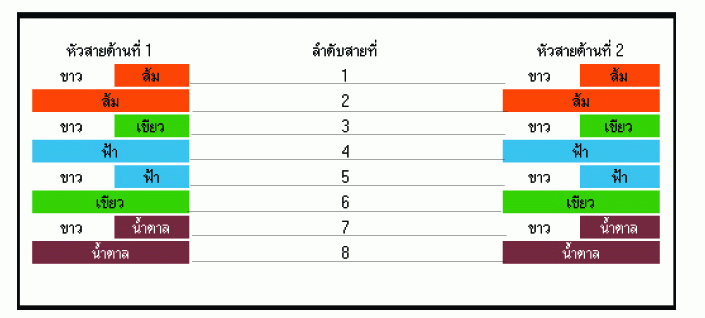 หัวสายด้านที่ 1 ลำดับสายที่ หัวสายด้านที่ 2
ขาว ส้ม 1 ขาว ส้ม
ส้ม 2 ส้ม
ขาว เขียว 3 ขาว เขียว
ฟ้า 4 ฟ้า
ขาว ฟ้า 5 ขาว ฟ้า
เขียว 6 เขียว
ขาว น้ำตาล 7 ขาว น้ำตาล
น้ำตาล 8 น้ำตาล